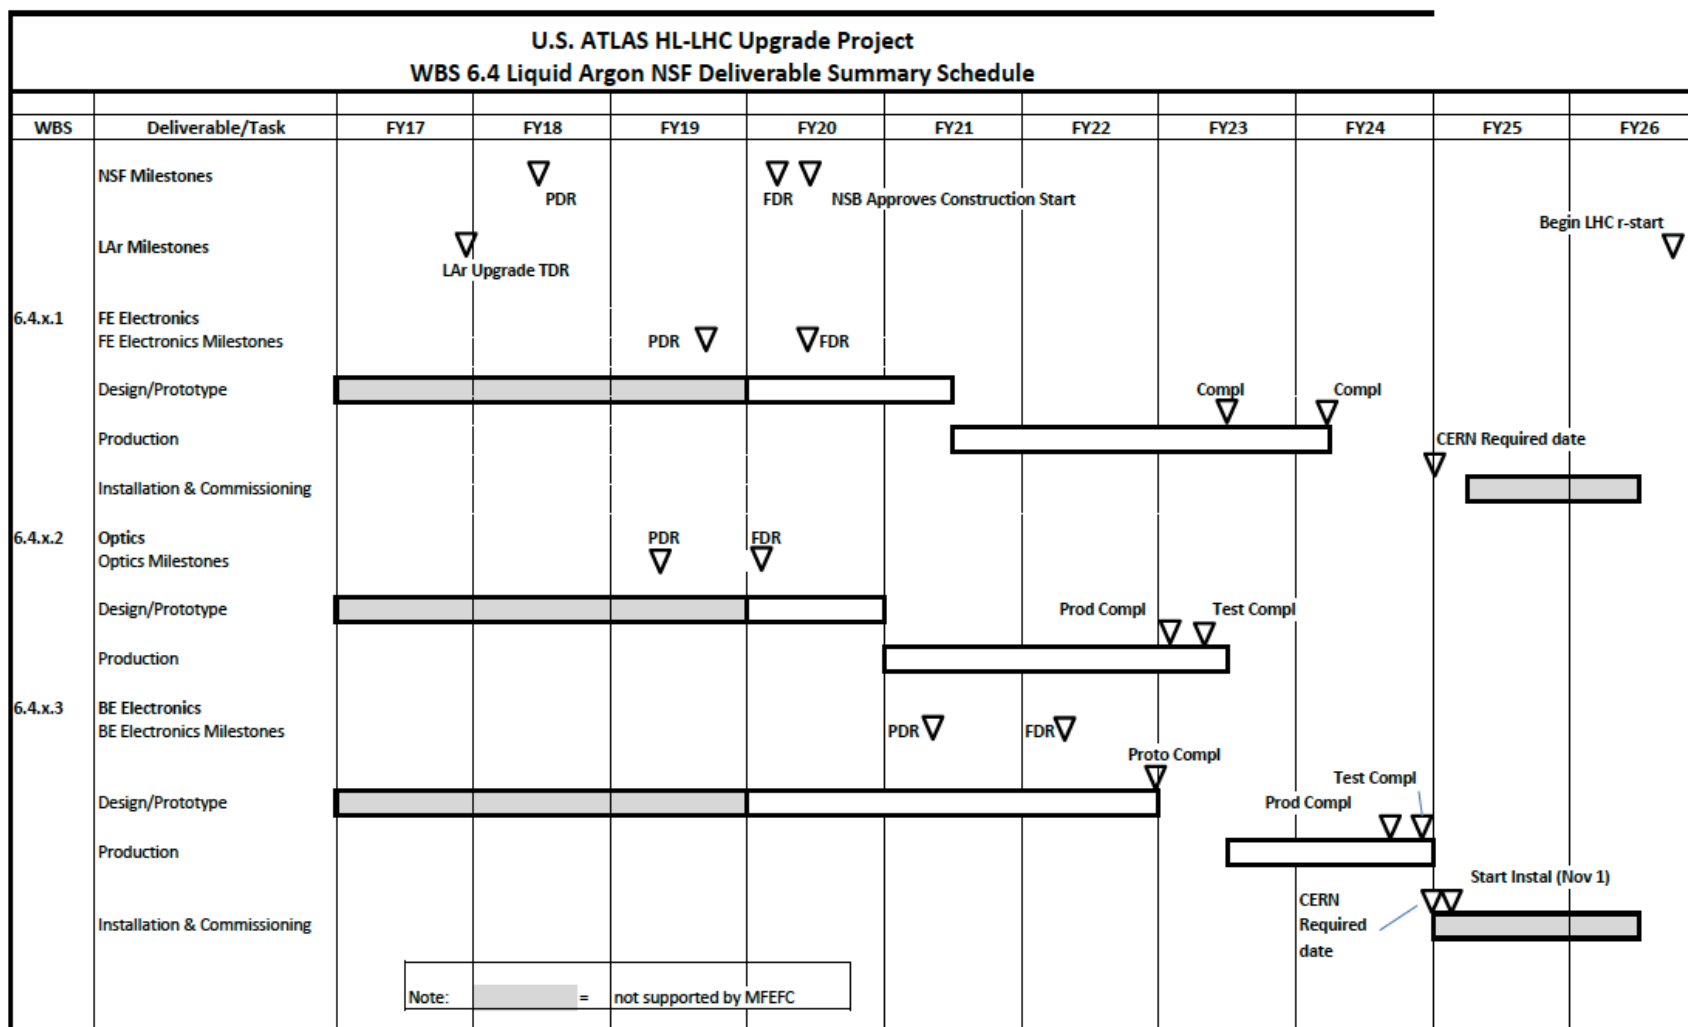 U.S. ATLAS HL-LHC Upgrade Project
WBS 6.4 Liquid Argon NSF Deliverable Summary Schedule
WBS Deliverable/Task FY17 FY18 FY19 FY20 FY21 FY22 FY23 FY24 FY25 FY26
NSF Milestones
PDR FDR NSB Approves Construction Start
Begin LHC r-start
LAr Milestones
LAr Upgrade TDR
6.4.x.1 FE Electronics
FE Electronics Milestones PDR FDR
Design/Prototype Compl Compl
Production CERN Required date
Installation & Commissioning
6.4.x.2 Optics PDR FDR
Optics Milestones
Design/Prototype Prod Compl Test Compl
Production
6.4.x.3 BE Electronics
BE Electronics Milestones PDR FDR
Proto Compl
Test Compl
Design/Prototype Prod Compl
Production
Start Instal (Nov 1)
CERN
Installation & Commissioning Required
date
Note: = not supported by MFEFC